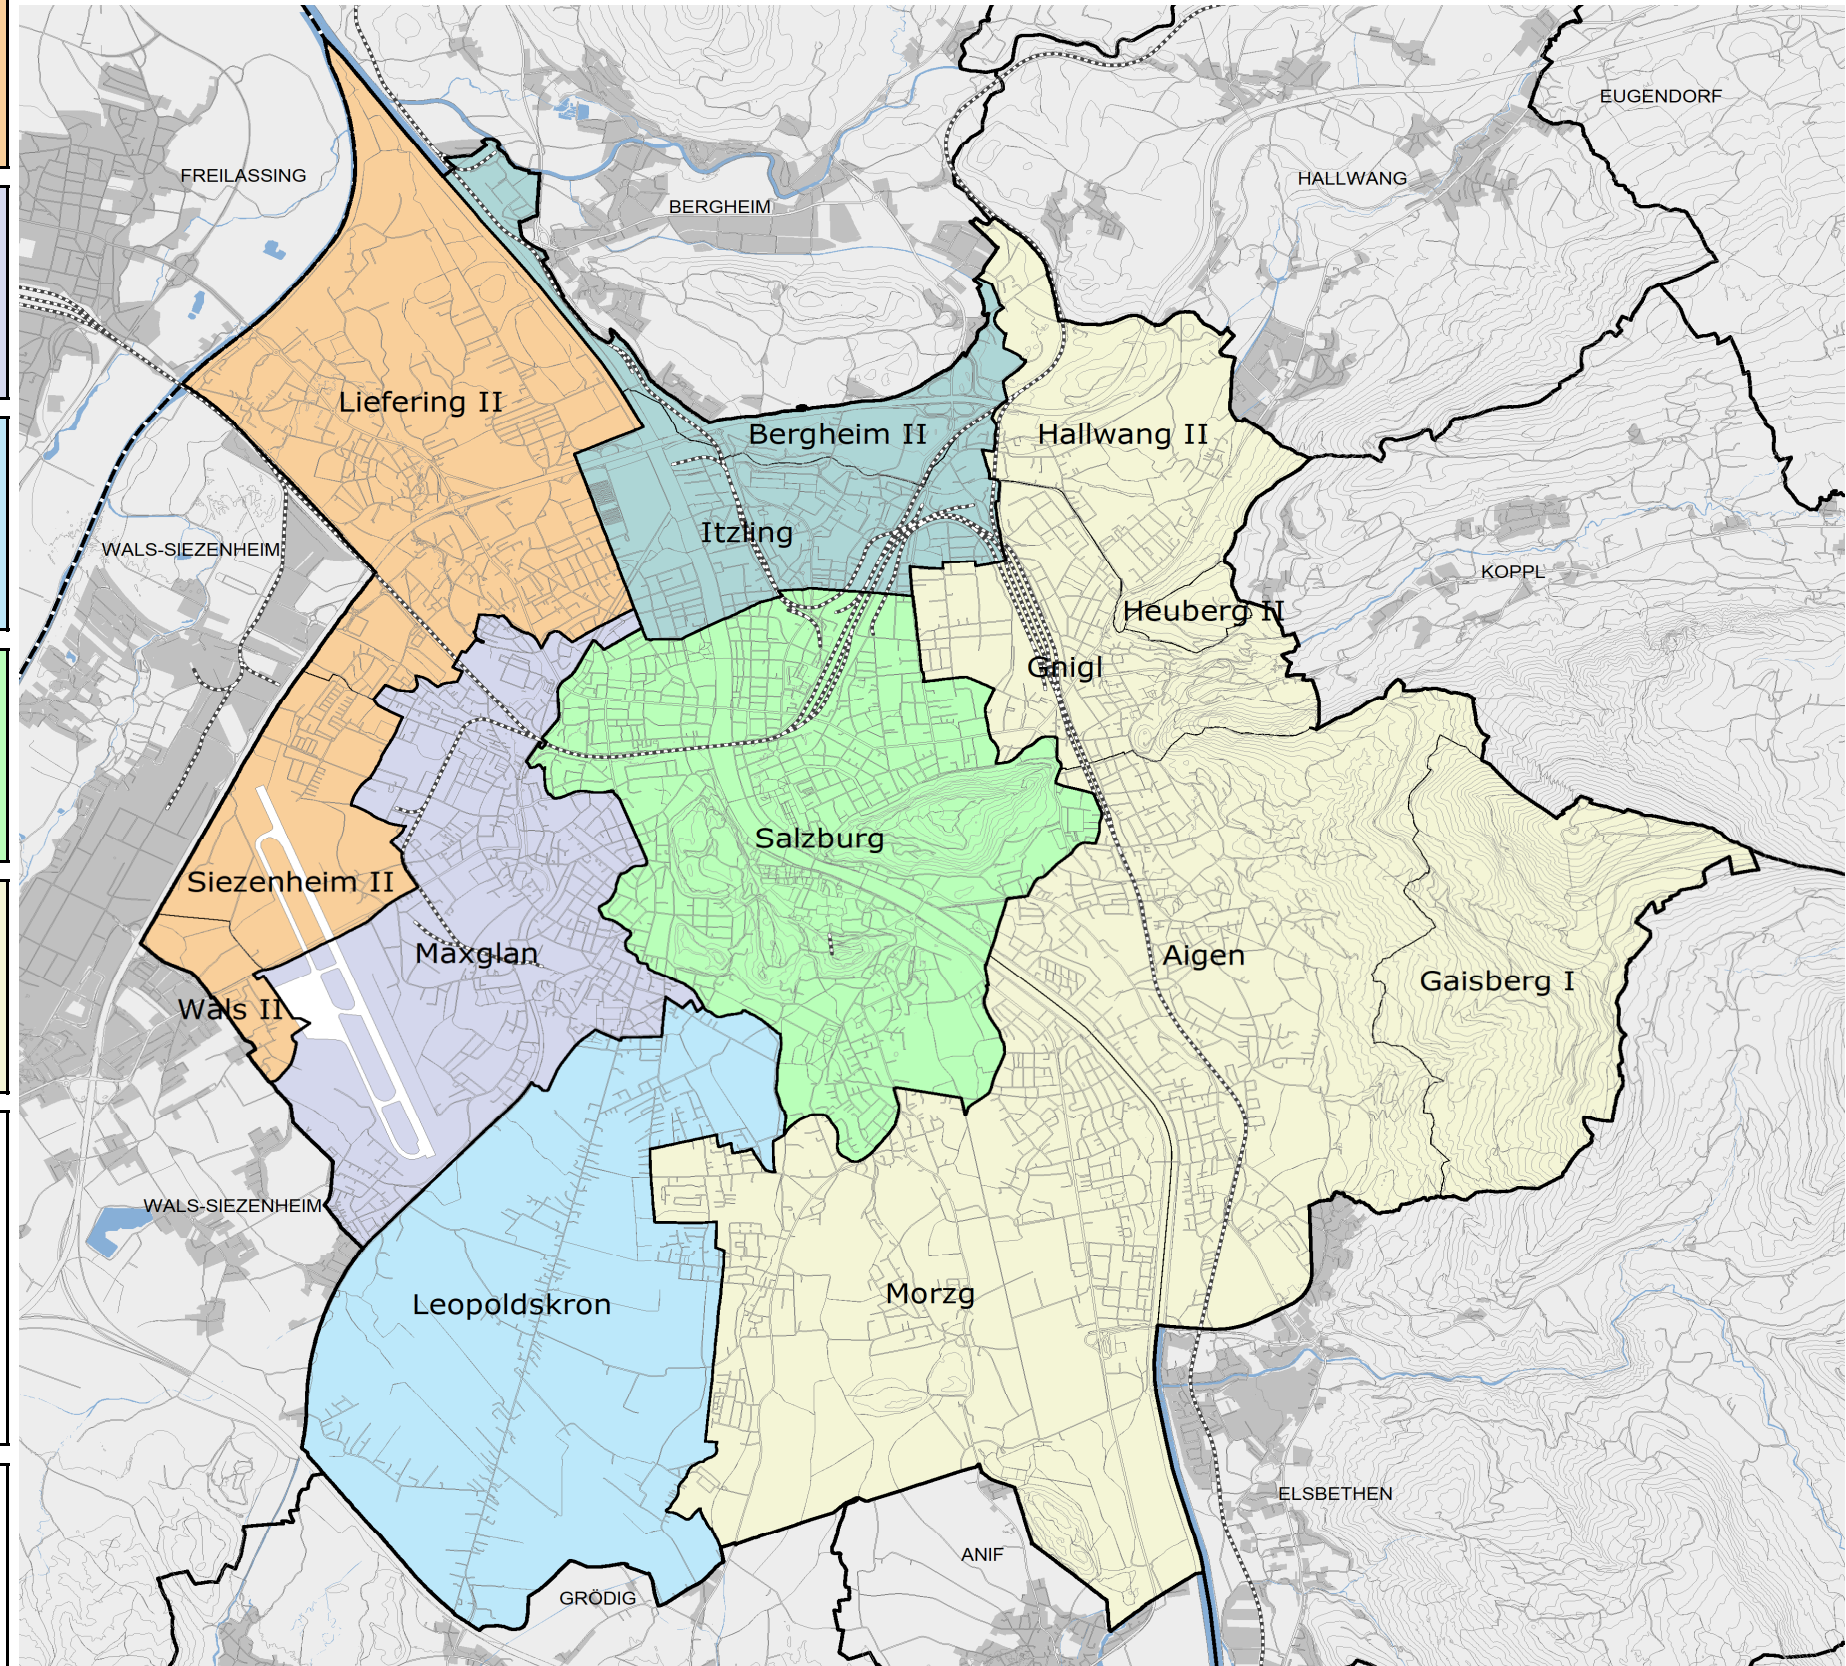 EUGENDORF
FREILASSING
HALLWANG
BERGHEIM
Liefering II
Bergheim II
Hallwang II
Itzling
WALS-SIEZENHEIM
KOPPL
Heuberg II
Gnigl
Salzburg
Siezenheim II
Maxglan
Aigen
Gaisberg I
Wals II
WALS-SIEZENHEIM
Morzg
Leopoldskron
ELSBETHEN
ANIF
GRÖDIG